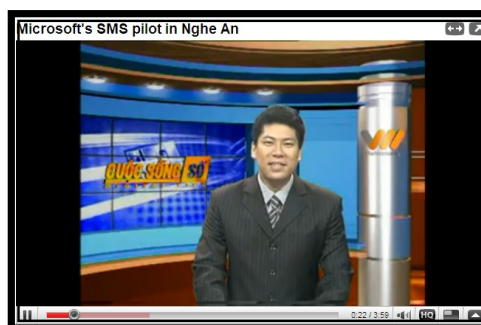 Microsoft's SMS pilot in Nghe An
CUỘC SỐNG SỐ
0:22 / 3:59
HQ